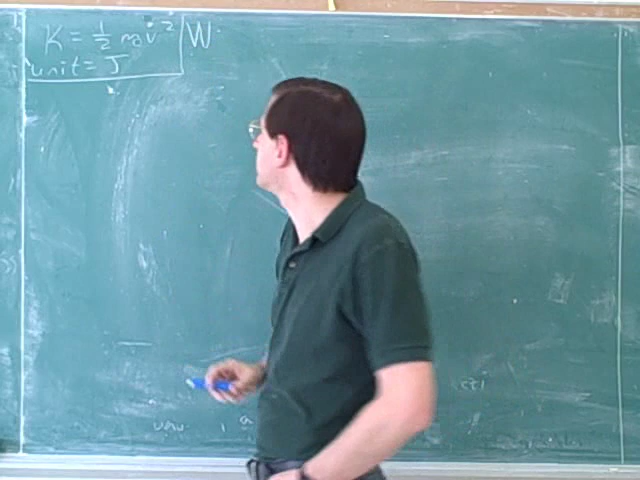 K = ½ mv² W
unit = J